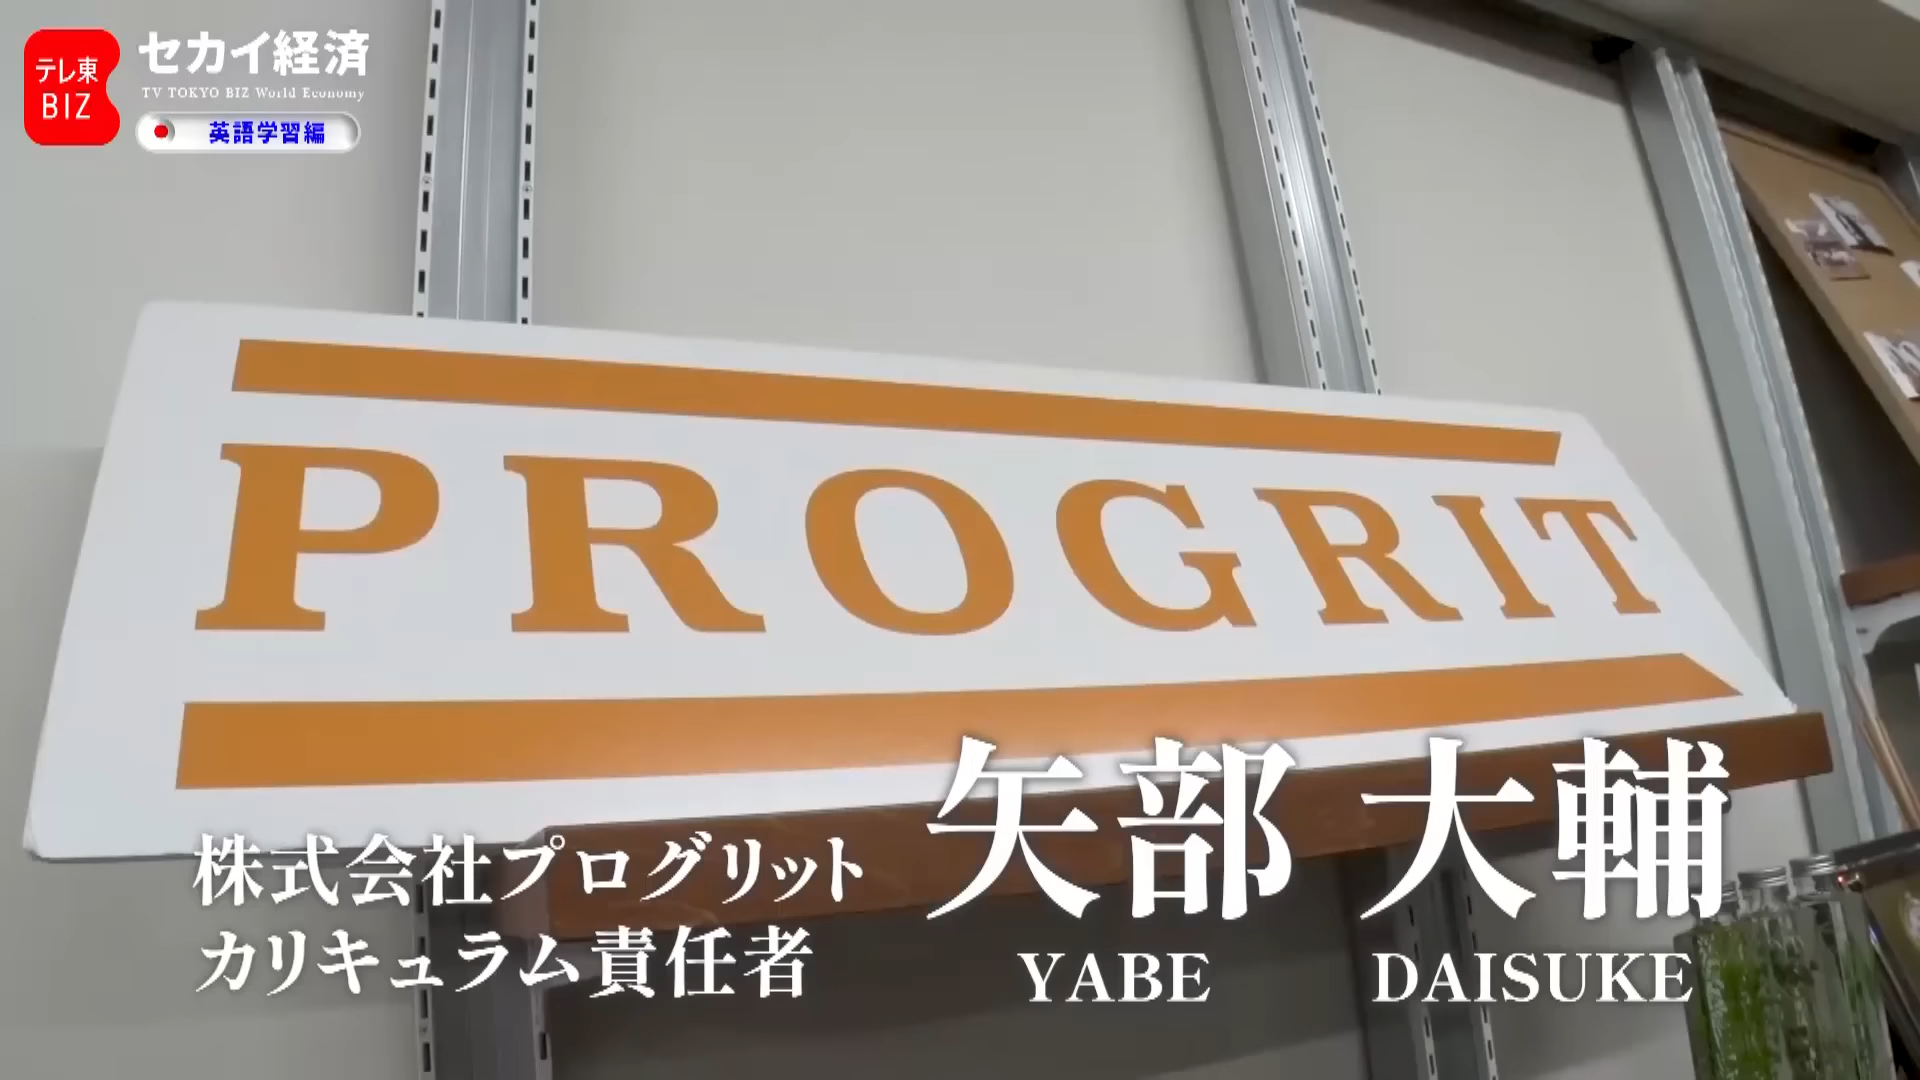 テレ東
BIZ
セカイ経済
TV TOKYO BIZ World Economy
英語学習編
PROGRIT
株式会社プログリット
カリキュラム責任者
矢部 大輔
YABE DAISUKE